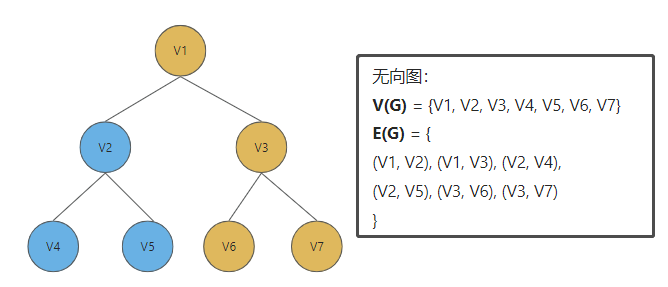 V1
V2
V3
V4
V5
V6
V7
无向图：
V(G) = {V1, V2, V3, V4, V5, V6, V7}
E(G) = {
(V1, V2), (V1, V3), (V2, V4),
(V2, V5), (V3, V6), (V3, V7)
}